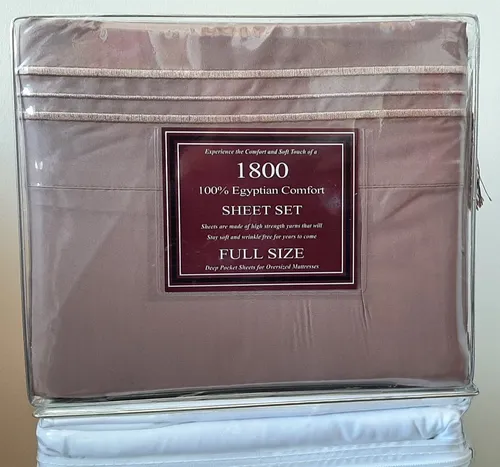 Experience the Comfort and Soft Touch of a
1800
100% Egyptian Comfort
SHEET SET
Sheets are made of high strength yarns that will
Stay soft and wrinkle free for years to come
FULL SIZE
Deep Pocket Sheets for Oversized Mattresses